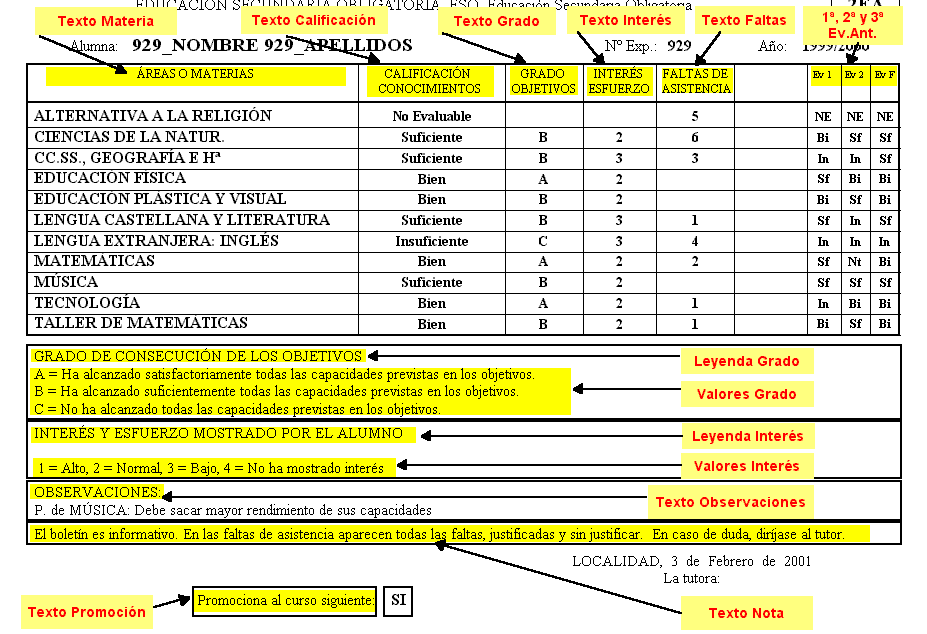 EDUCACIÓN SECUNDARIA OBLIGATORIA. ESO. Educación Secundaria Obligatoria
Texto Materia
Texto Calificación
Texto Grado
Texto Interés
Texto Faltas
1ª, 2ª y 3ª
Ev.Ant.
Alumna: 929_NOMBRE 929_APELLIDOS Nº Exp.: 929 Año: 1999/2000
ÁREAS O MATERIAS CALIFICACIÓN CONOCIMIENTOS GRADO OBJETIVOS INTERÉS ESFUERZO FALTAS DE ASISTENCIA Ev 1 Ev 2 Ev F
ALTERNATIVA A LA RELIGIÓN No Evaluable 5 NE NE NE
CIENCIAS DE LA NATUR. Suficiente B 2 6 Bi Sf Sf
CC.SS., GEOGRAFÍA E Hª Suficiente B 3 3 In In Sf
EDUCACIÓN FÍSICA Bien A 2 Sf Bi Bi
EDUCACIÓN PLÁSTICA Y VISUAL Bien B 2 Bi Sf Bi
LENGUA CASTELLANA Y LITERATURA Suficiente B 3 1 Sf In Sf
LENGUA EXTRANJERA: INGLÉS Insuficiente C 3 4 In In In
MATEMÁTICAS Bien A 2 2 Sf Nt Bi
MÚSICA Suficiente B 2 Sf Sf Sf
TECNOLOGÍA Bien A 2 1 In Bi Bi
TALLER DE MATEMÁTICAS Bien B 2 1 Bi Sf Bi
GRADO DE CONSECUCIÓN DE LOS OBJETIVOS
Leyenda Grado
A = Ha alcanzado satisfactoriamente todas las capacidades previstas en los objetivos.
B = Ha alcanzado suficientemente todas las capacidades previstas en los objetivos.
Valores Grado
C = No ha alcanzado todas las capacidades previstas en los objetivos.
INTERÉS Y ESFUERZO MOSTRADO POR EL ALUMNO
Leyenda Interés
1 = Alto, 2 = Normal, 3 = Bajo, 4 = No ha mostrado interés
Valores Interés
OBSERVACIONES:
Texto Observaciones
P. de MÚSICA: Debe sacar mayor rendimiento de sus capacidades
El boletín es informativo. En las faltas de asistencia aparecen todas las faltas, justificadas y sin justificar. En caso de duda, diríjase al tutor.
LOCALIDAD, 3 de Febrero de 2001
La tutora:
Texto Promoción
Promociona al curso siguiente: SI
Texto Nota